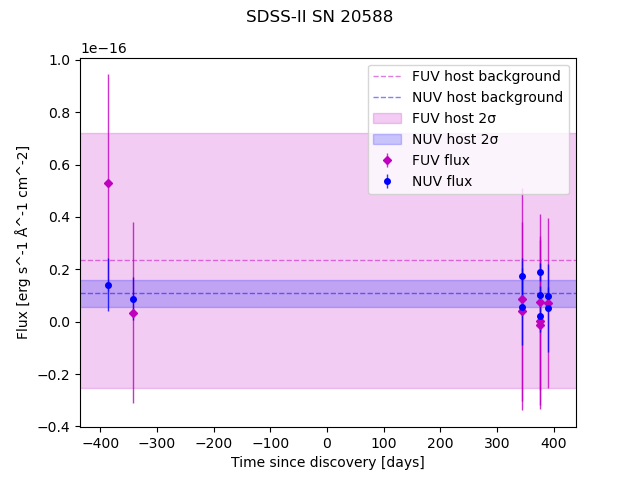 SDSS-II SN 20588
1e−16
FUV host background
NUV host background
FUV host 2σ
NUV host 2σ
FUV flux
NUV flux
1.0
0.8
0.6
0.4
0.2
0.0
−0.2
−0.4
Flux [erg s^-1 Å^-1 cm^-2]
−400
−300
−200
−100
0
100
200
300
400
Time since discovery [days]